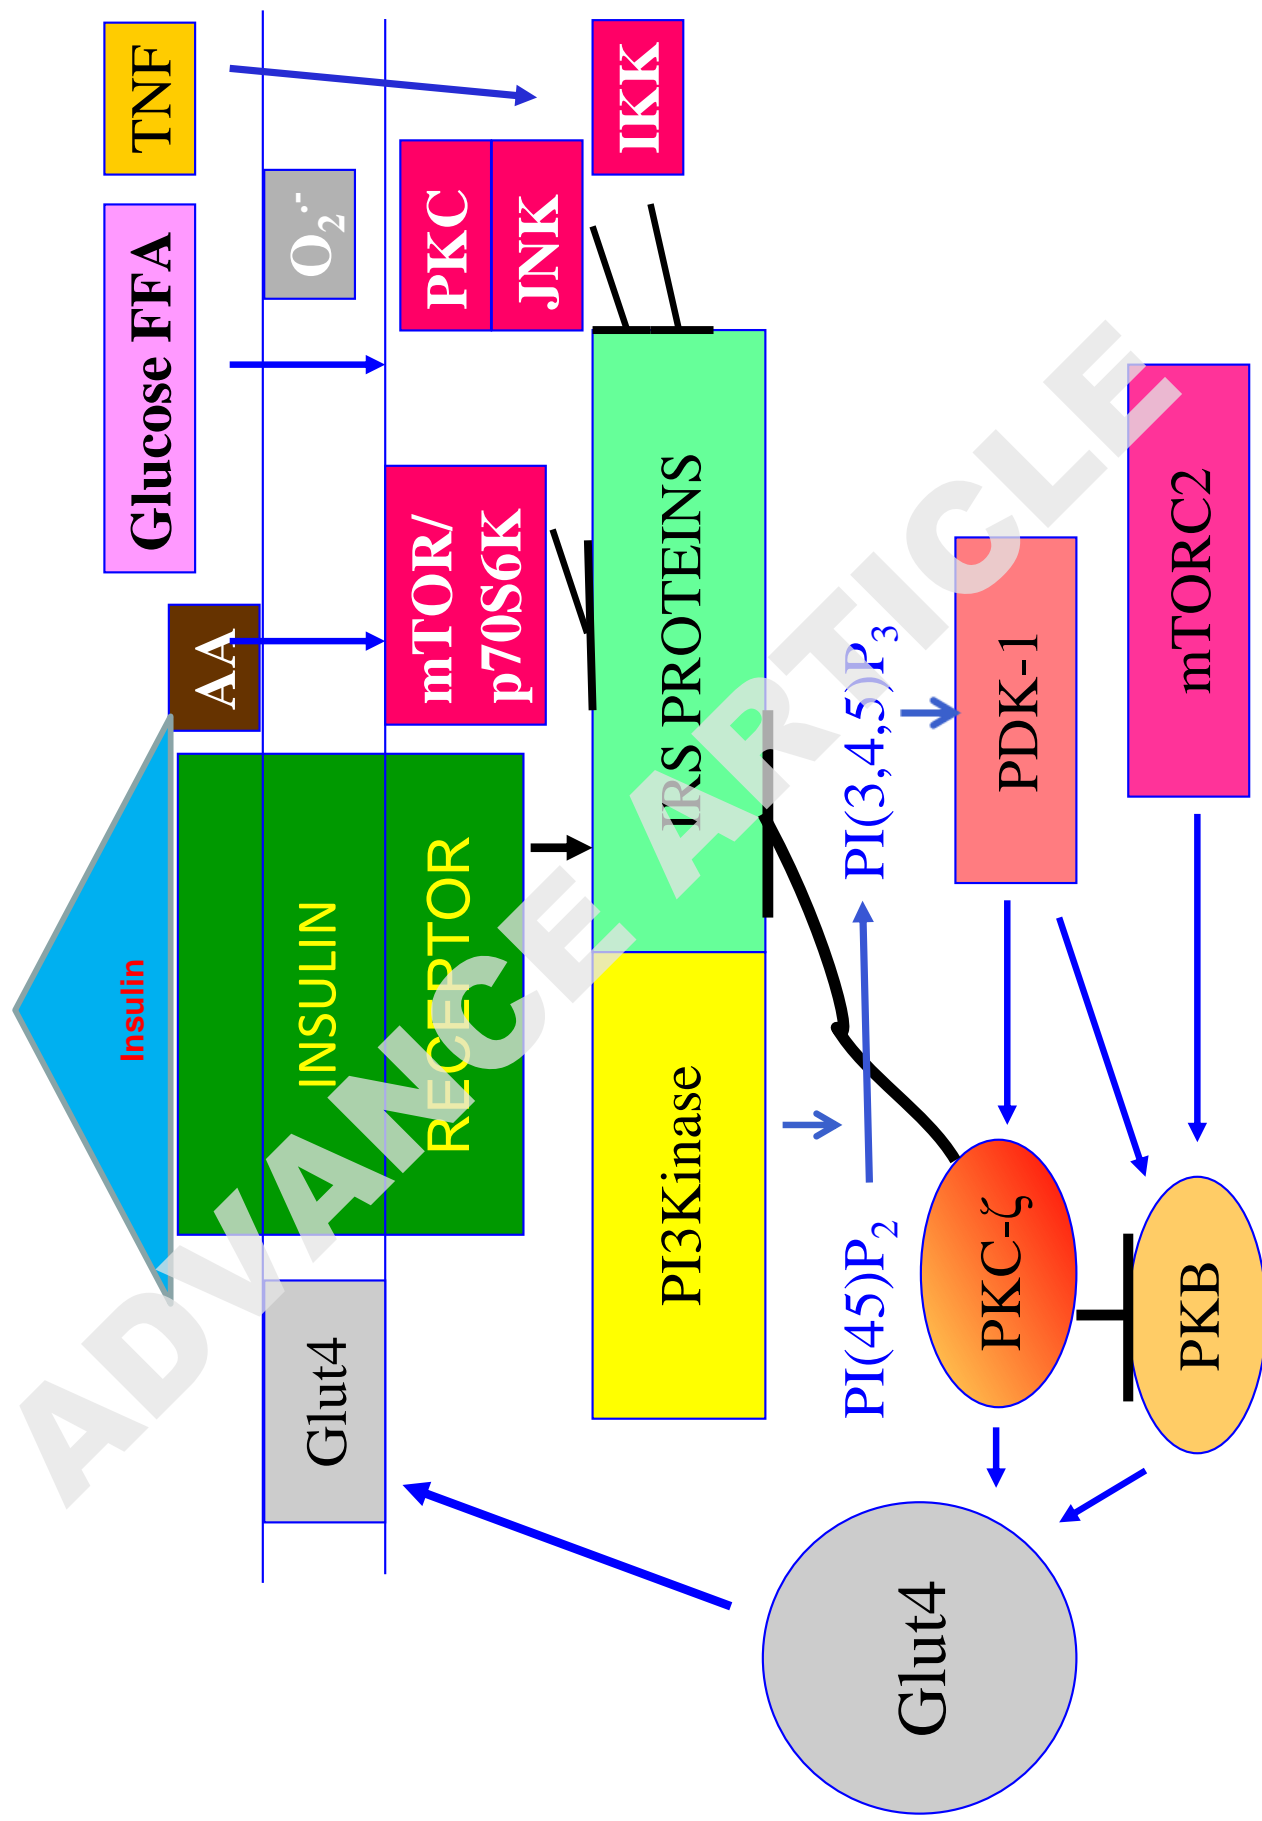 Insulin
AA
Glucose FFA
TNF
Glut4
INSULIN
RECEPTOR
O2.-
mTOR/
p70S6K
PKC
JNK
IKK
PI3Kinase
IRS PROTEINS
PI(45)P2
PI(3,4,5)P3
Glut4
PKC-ζ
PDK-1
PKB
mTORC2
ADVANCE ARTICLE